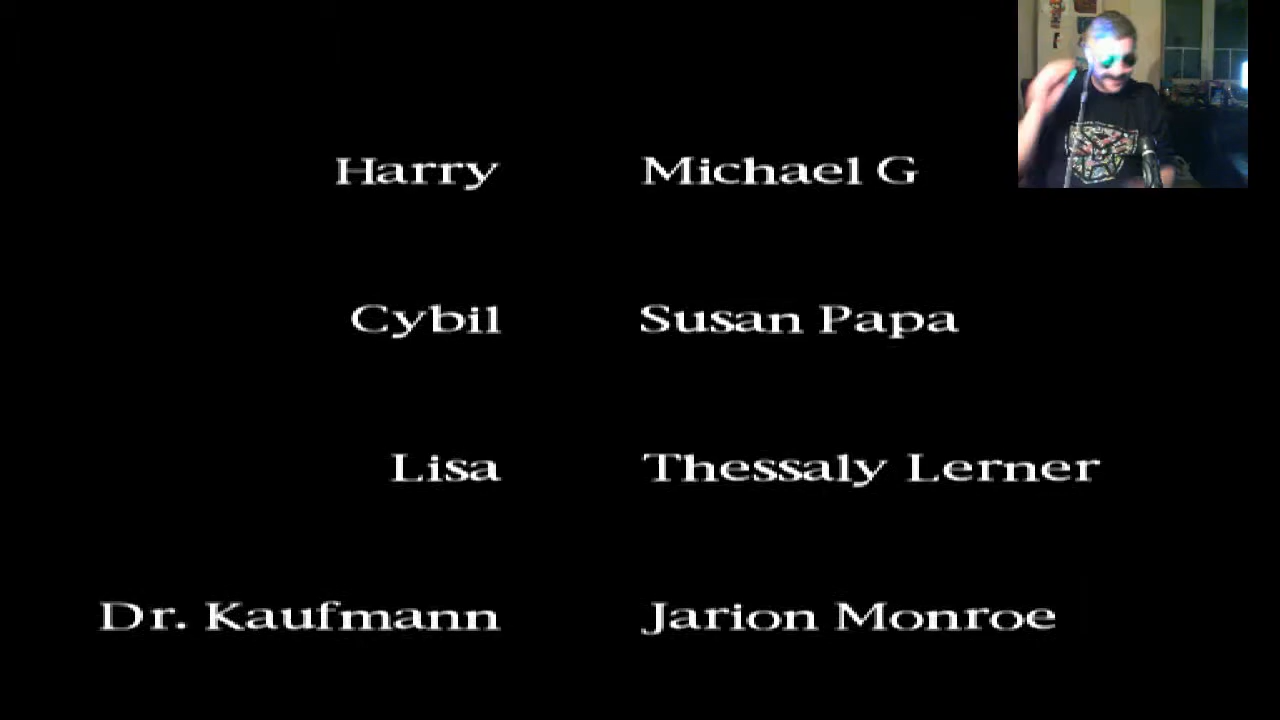 Harry Michael G
Cybil Susan Papa
Lisa Thessaly Lerner
Dr. Kaufmann Jarion Monroe